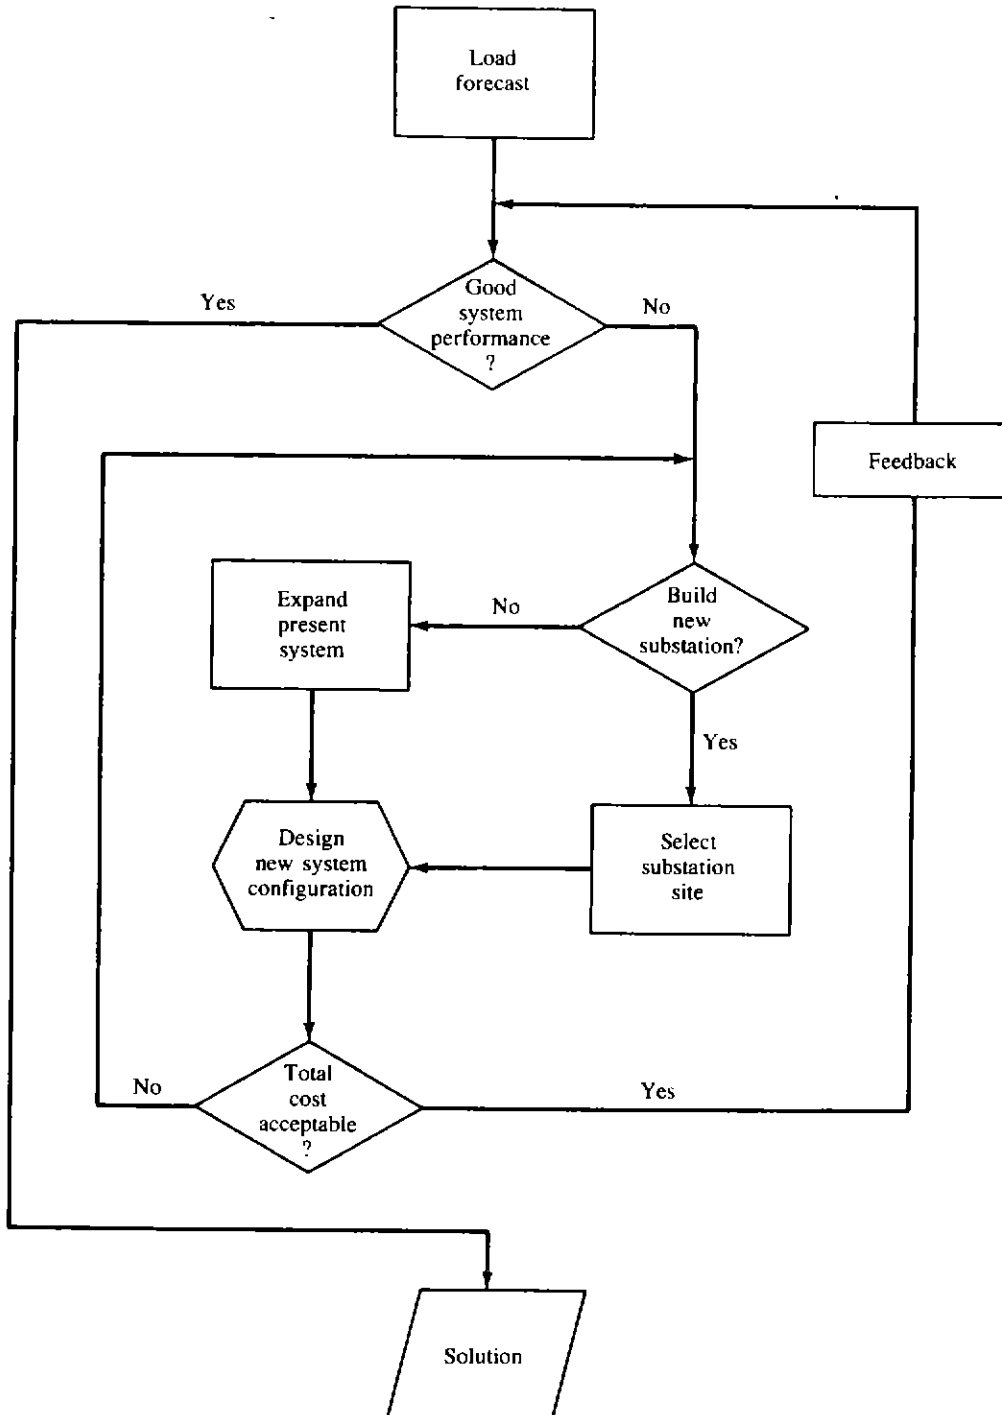 Load
forecast
Yes
Good
system
performance
?
No
Feedback
Expand
present
system
No
Build
new
substation?
Yes
Design
new system
configuration
Select
substation
site
No
Total
cost
acceptable
?
Yes
Solution